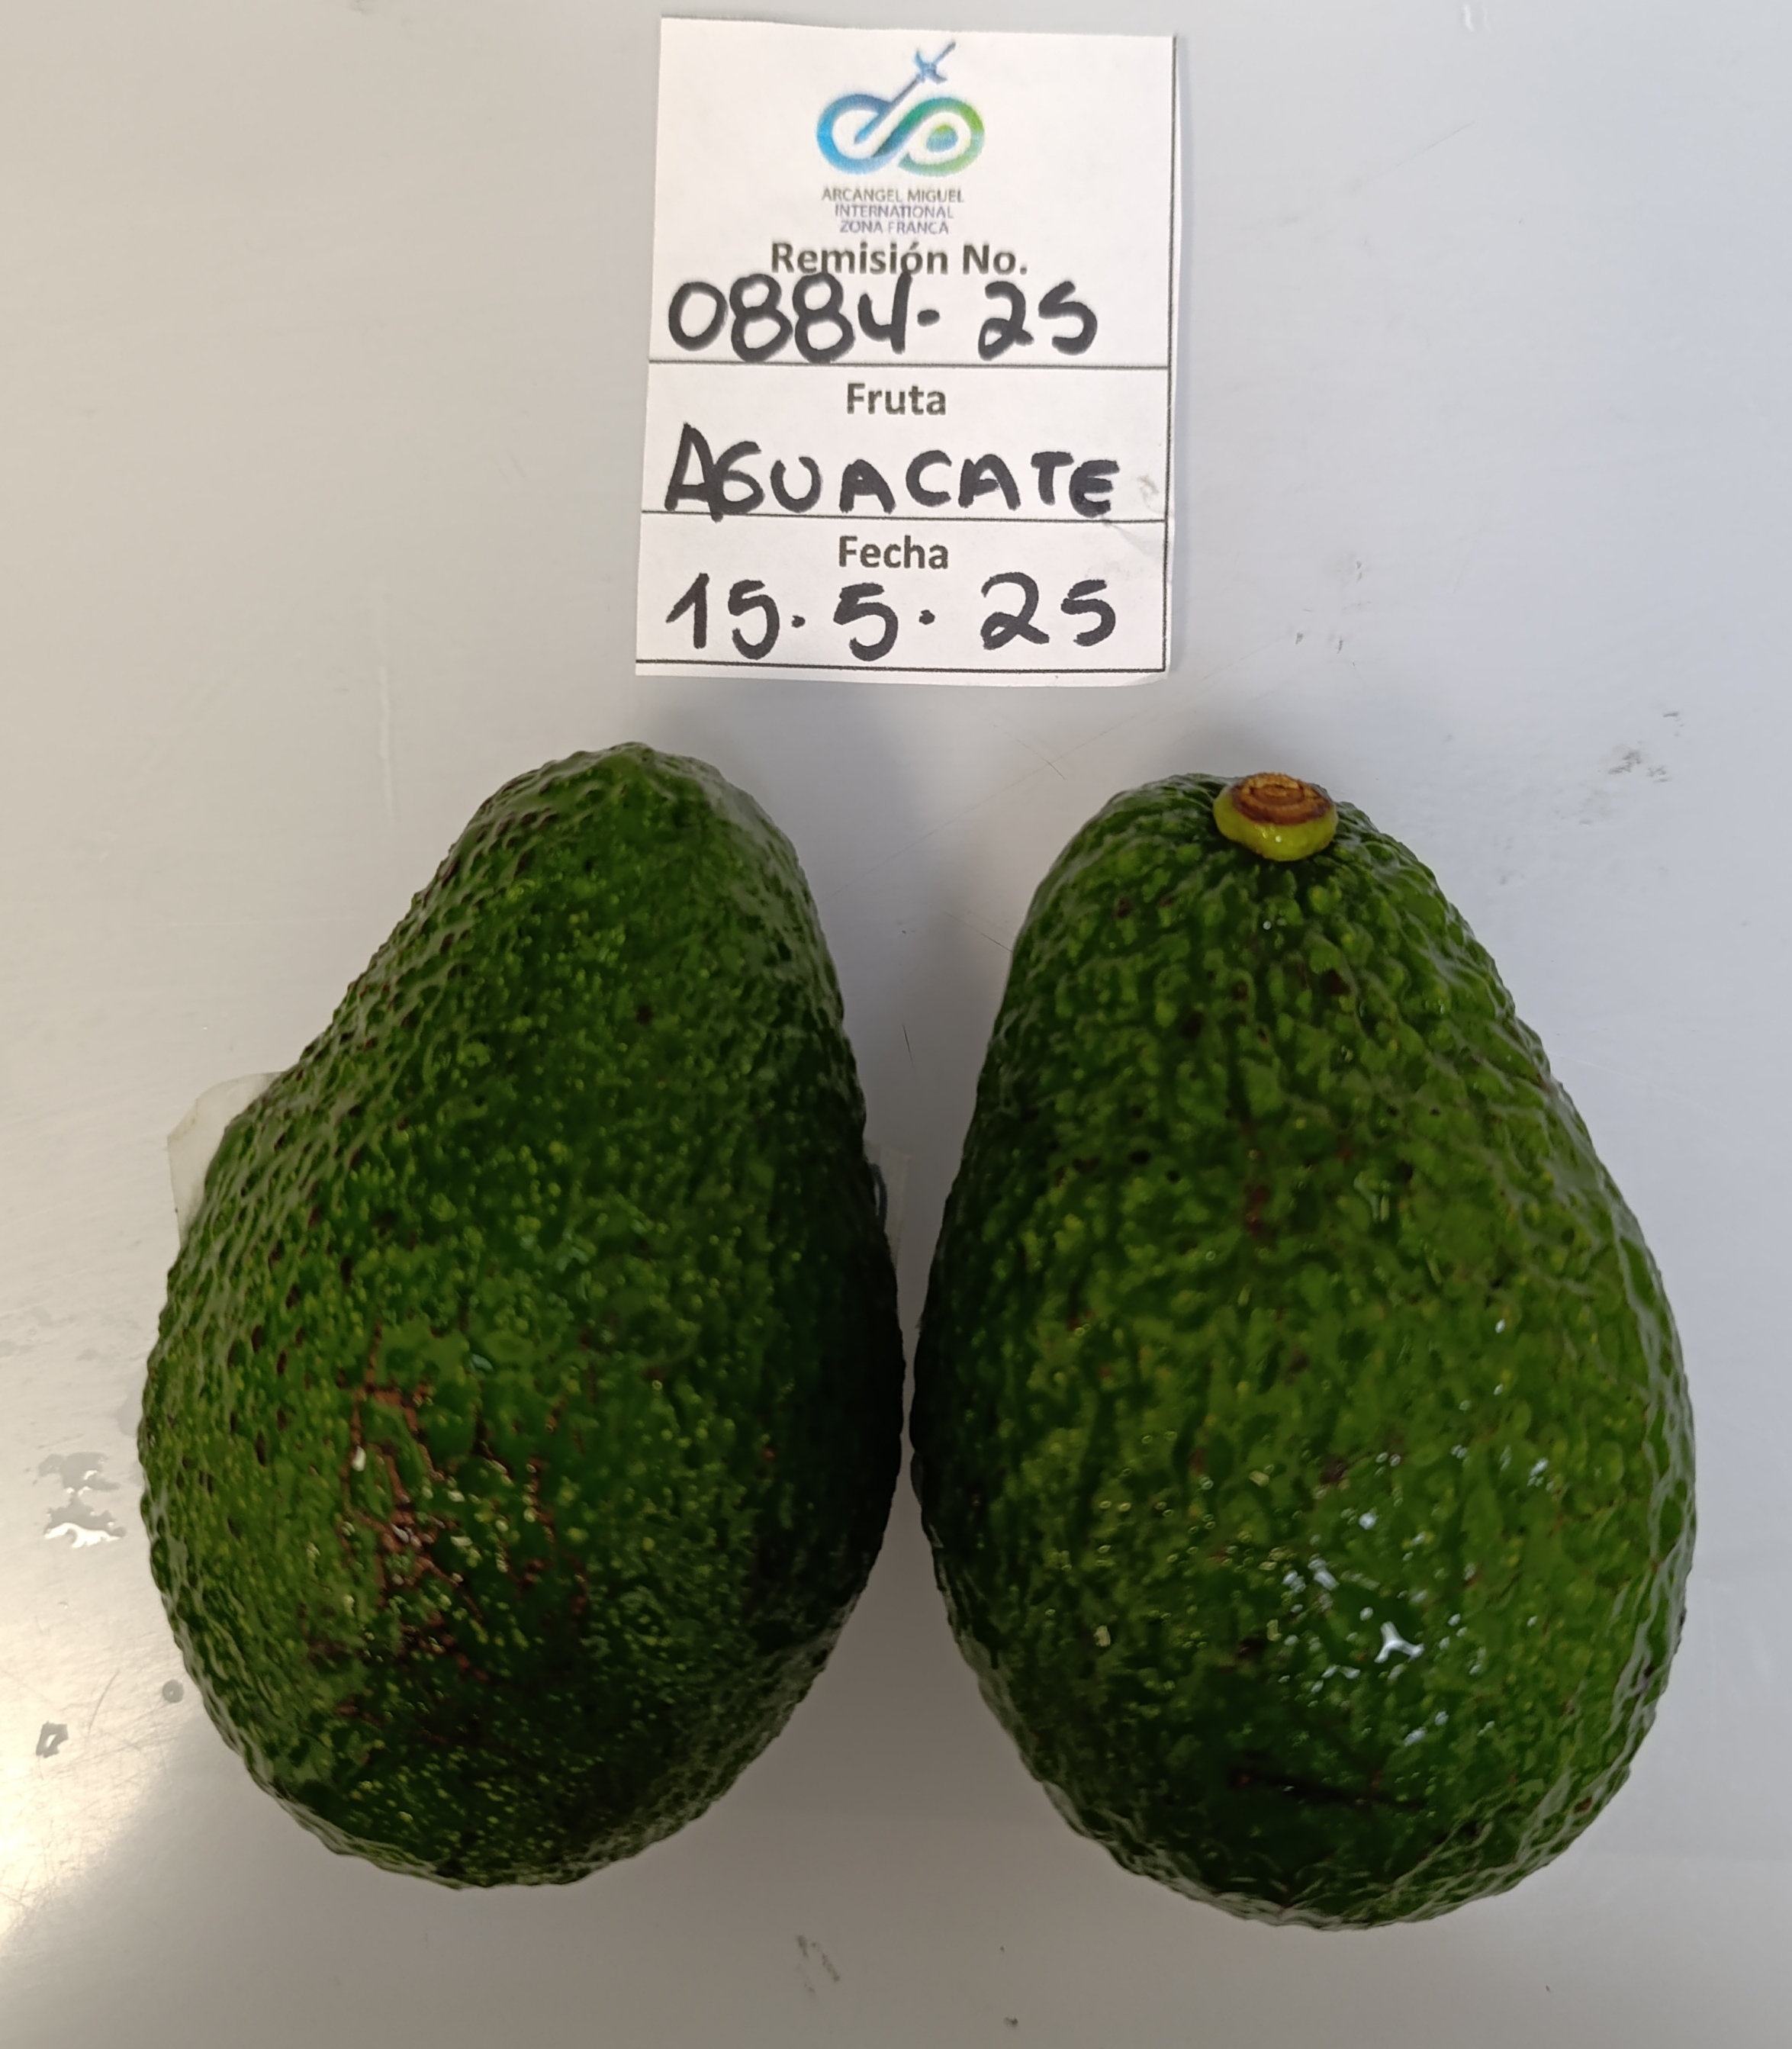 ARCANGEL MIGUEL
INTERNATIONAL
ZONA FRANCA
Remisión No.
0884-25
Fruta
AGUACATE
Fecha
15.5.25